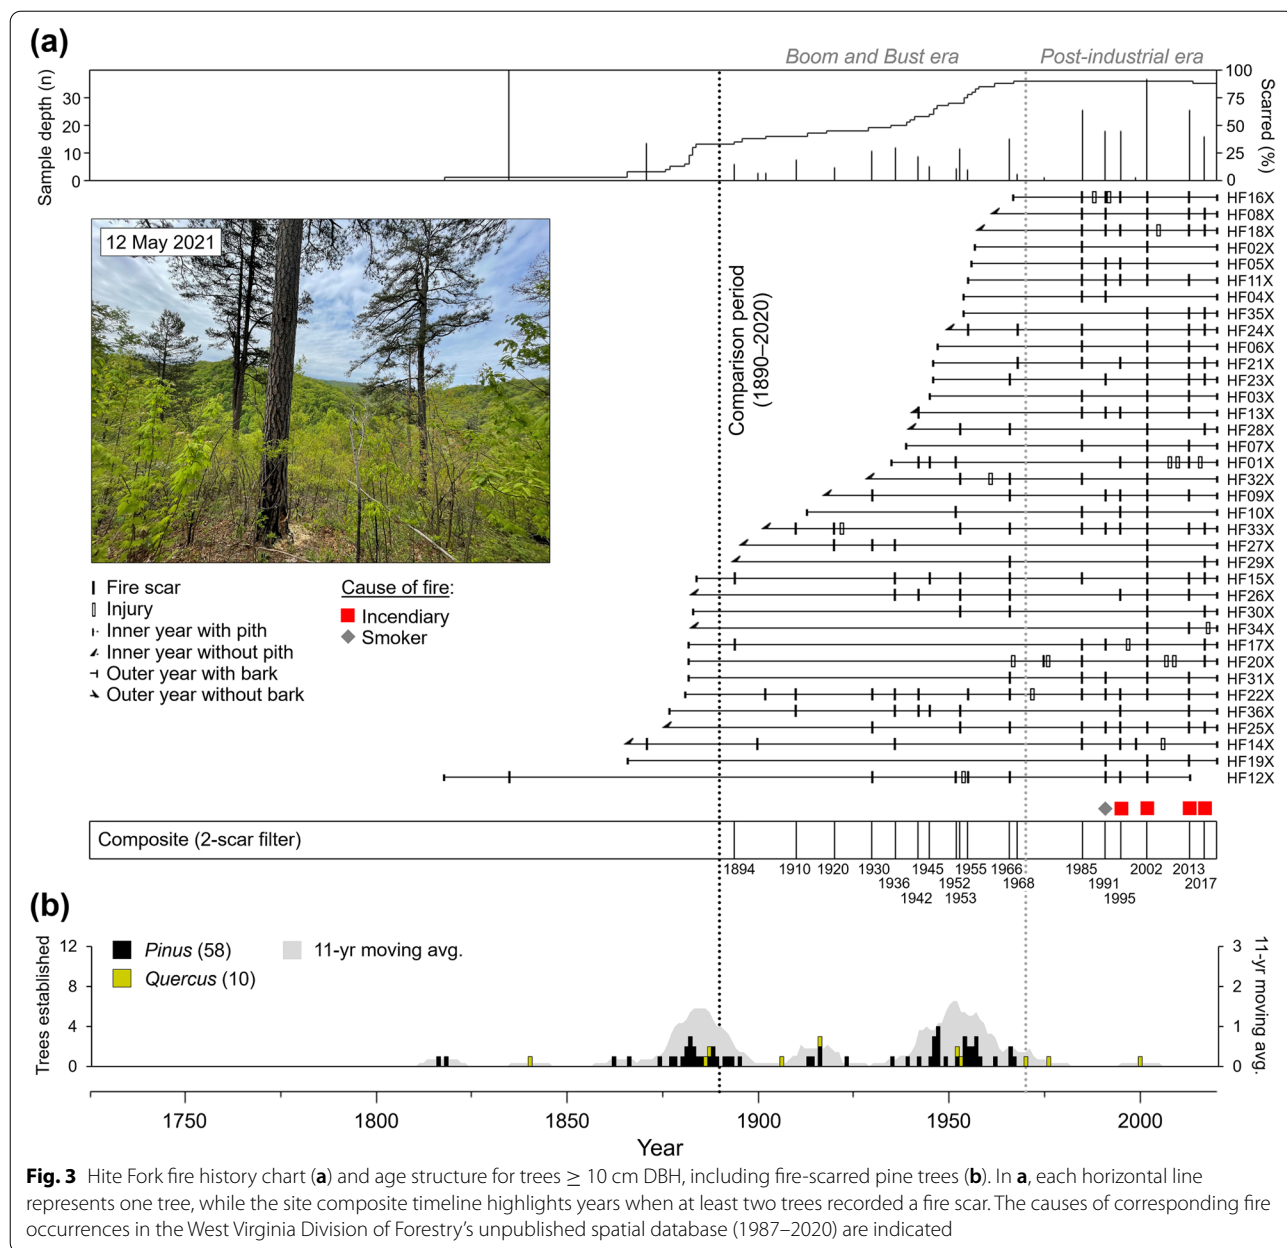 (a)
Boom and Bust era
Post-industrial era
Sample depth (n)
30
20
10
0
100
75
50
25
0
Scarred (%)
12 May 2021
Comparison period
(1890–2020)
HF16X
HF08X
HF18X
HF02X
HF05X
HF11X
HF04X
HF35X
HF24X
HF06X
HF21X
HF23X
HF03X
HF13X
HF28X
HF07X
HF01X
HF32X
HF09X
HF10X
HF33X
HF27X
HF29X
HF15X
HF26X
HF30X
HF34X
HF17X
HF20X
HF31X
HF22X
HF36X
HF25X
HF14X
HF19X
HF12X
Fire scar
Injury
Inner year with pith
Inner year without pith
Outer year with bark
Outer year without bark
Cause of fire:
Incendiary
Smoker
Composite (2-scar filter)
1894 1910 1920 1930 1945 1955 1966 1985 2002 2013
1936 1952 1968 1991 2017
1942 1953 1995
(b)
Trees established
12
8
4
0
Pinus (58)
Quercus (10)
11-yr moving avg.
3
2
1
0
11-yr moving avg.
1750 1800 1850 1900 1950 2000
Year
Fig. 3 Hite Fork fire history chart (a) and age structure for trees ≥ 10 cm DBH, including fire-scarred pine trees (b). In a, each horizontal line
represents one tree, while the site composite timeline highlights years when at least two trees recorded a fire scar. The causes of corresponding fire
occurrences in the West Virginia Division of Forestry's unpublished spatial database (1987–2020) are indicated